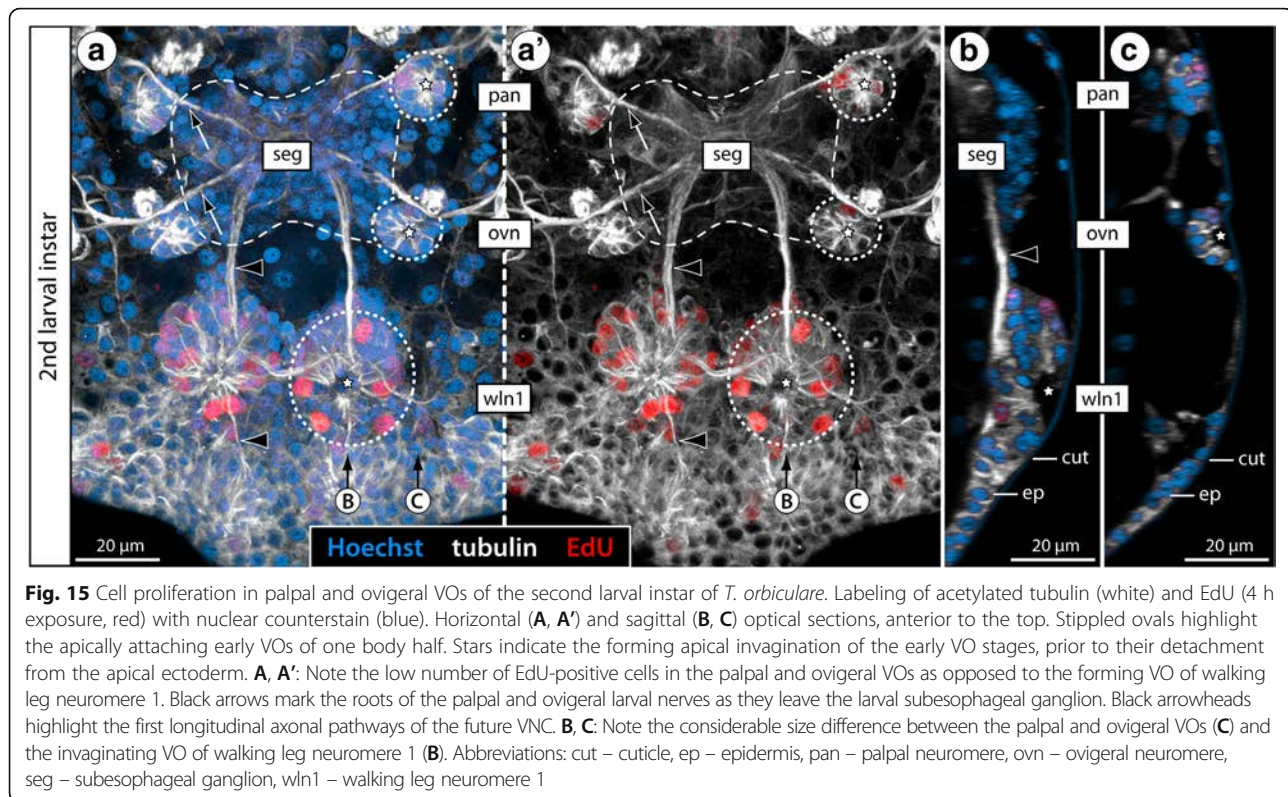 2nd larval instar
a
a'
b
c
pan
pan
seg
seg
seg
ovn
ovn
wln1
wln1
cut
cut
ep
ep
B
C
B
C
20 µm
Hoechst tubulin EdU
20 µm
20 µm
Fig. 15 Cell proliferation in palpal and ovigeral VOs of the second larval instar of T. orbiculare. Labeling of acetylated tubulin (white) and EdU (4 h
exposure, red) with nuclear counterstain (blue). Horizontal (A, A') and sagittal (B, C) optical sections, anterior to the top. Stippled ovals highlight
the apically attaching early VOs of one body half. Stars indicate the forming apical invagination of the early VO stages, prior to their detachment
from the apical ectoderm. A, A': Note the low number of EdU-positive cells in the palpal and ovigeral VOs as opposed to the forming VO of walking
leg neuromere 1. Black arrows mark the roots of the palpal and ovigeral larval nerves as they leave the larval subesophageal ganglion. Black arrowheads
highlight the first longitudinal axonal pathways of the future VNC. B, C: Note the considerable size difference between the palpal and ovigeral VOs (C) and
the invaginating VO of walking leg neuromere 1 (B). Abbreviations: cut – cuticle, ep – epidermis, pan – palpal neuromere, ovn – ovigeral neuromere,
seg – subesophageal ganglion, wln1 – walking leg neuromere 1